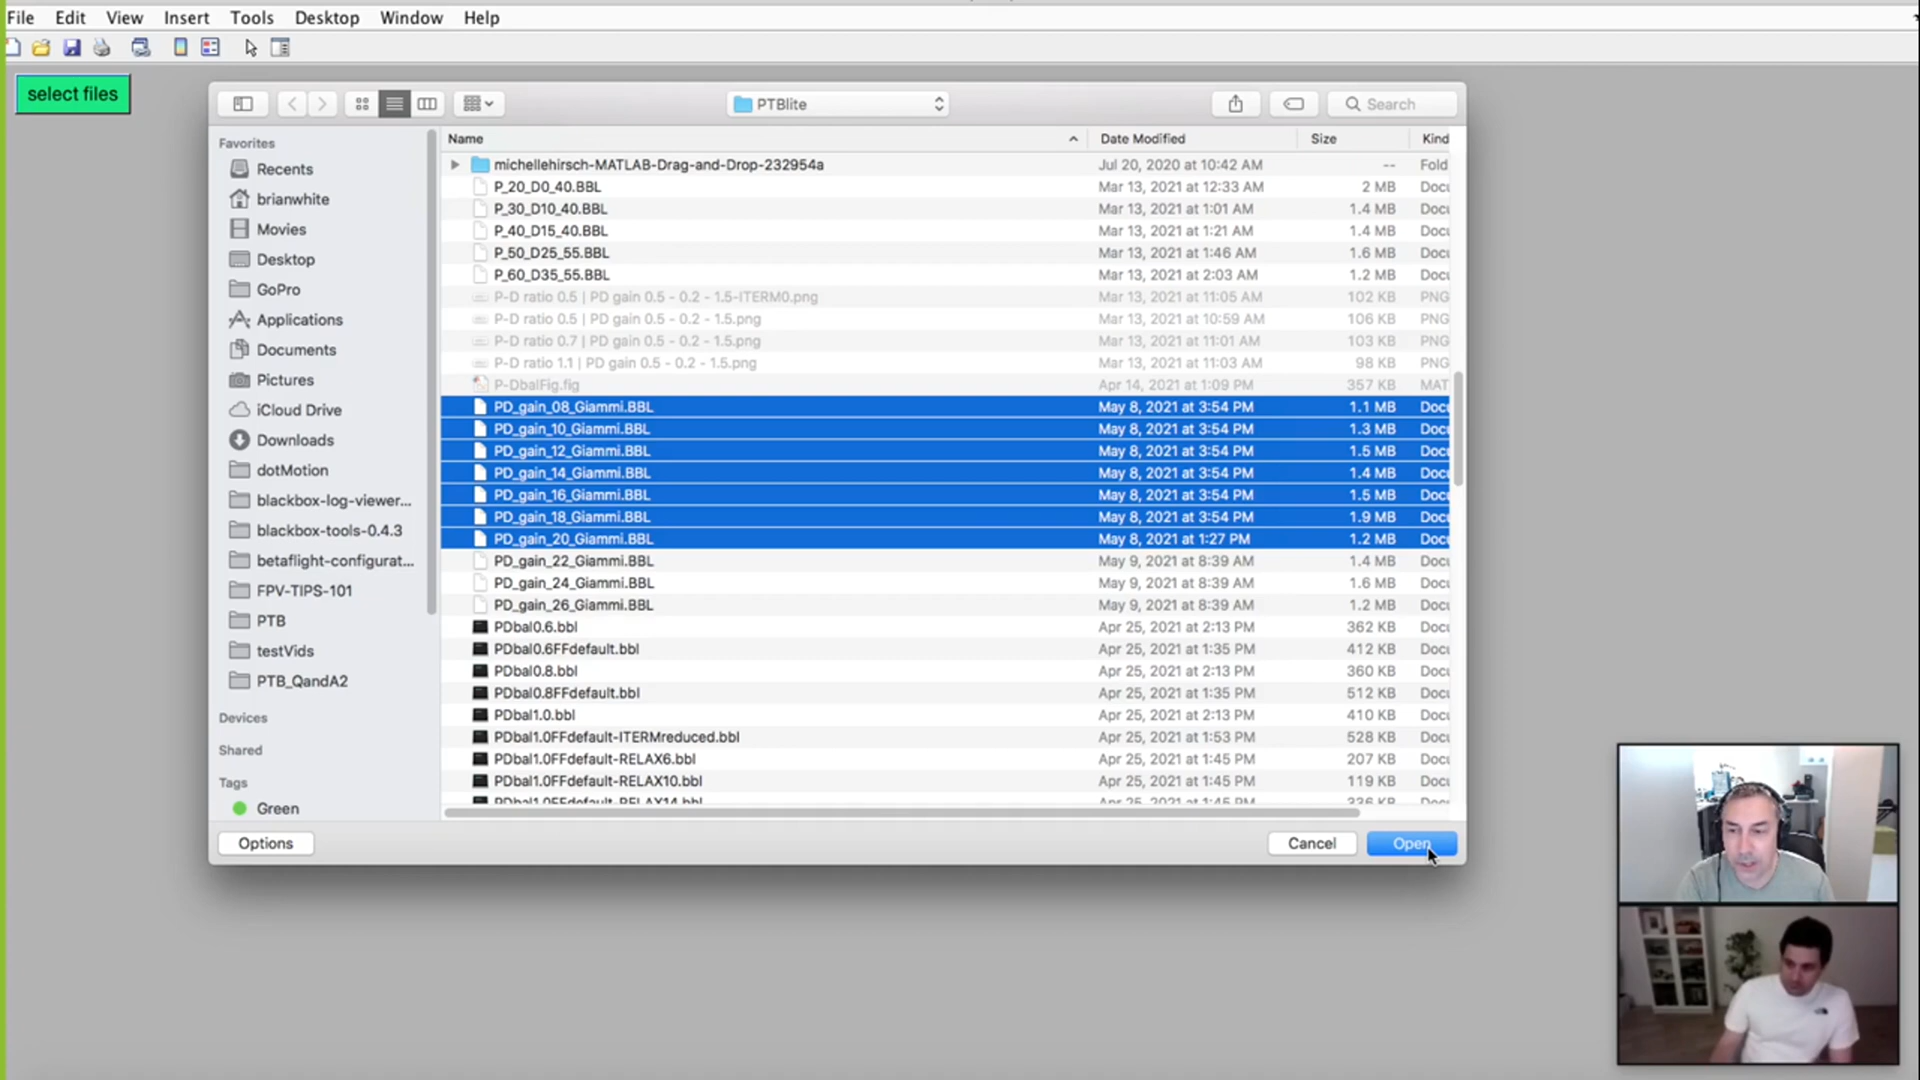 File Edit View Insert Tools Desktop Window Help
select files
PTBlite
Search
Favorites
Recents
brianwhite
Movies
Desktop
GoPro
Applications
Documents
Pictures
iCloud Drive
Downloads
dotMotion
blackbox-log-viewer...
blackbox-tools-0.4.3
betaflight-configurat...
FPV-TIPS-101
PTB
testVids
PTB_QandA2
Devices
Shared
Tags
Green
Name Date Modified Size Kind
michellehirsch-MATLAB-Drag-and-Drop-232954a Jul 20, 2020 at 10:42 AM -- Fold
P_20_D0_40.BBL Mar 13, 2021 at 12:33 AM 2 MB Docu
P_30_D10_40.BBL Mar 13, 2021 at 1:01 AM 1.4 MB Docu
P_40_D15_40.BBL Mar 13, 2021 at 1:21 AM 1.4 MB Docu
P_50_D25_55.BBL Mar 13, 2021 at 1:46 AM 1.6 MB Docu
P_60_D35_55.BBL Mar 13, 2021 at 2:03 AM 1.2 MB Docu
P-D ratio 0.5 | PD gain 0.5 - 0.2 - 1.5-ITERM0.png Mar 13, 2021 at 11:05 AM 102 KB PNG
P-D ratio 0.5 | PD gain 0.5 - 0.2 - 1.5.png Mar 13, 2021 at 10:59 AM 106 KB PNG
P-D ratio 0.7 | PD gain 0.5 - 0.2 - 1.5.png Mar 13, 2021 at 11:01 AM 103 KB PNG
P-D ratio 1.1 | PD gain 0.5 - 0.2 - 1.5.png Mar 13, 2021 at 11:03 AM 98 KB PNG
P-DbalFig.fig Apr 14, 2021 at 1:09 PM 357 KB MAT
PD_gain_08_Giammi.BBL May 8, 2021 at 3:54 PM 1.1 MB Docu
PD_gain_10_Giammi.BBL May 8, 2021 at 3:54 PM 1.3 MB Docu
PD_gain_12_Giammi.BBL May 8, 2021 at 3:54 PM 1.5 MB Docu
PD_gain_14_Giammi.BBL May 8, 2021 at 3:54 PM 1.4 MB Docu
PD_gain_16_Giammi.BBL May 8, 2021 at 3:54 PM 1.5 MB Docu
PD_gain_18_Giammi.BBL May 8, 2021 at 3:54 PM 1.9 MB Docu
PD_gain_20_Giammi.BBL May 8, 2021 at 1:27 PM 1.2 MB Docu
PD_gain_22_Giammi.BBL May 9, 2021 at 8:39 AM 1.4 MB Docu
PD_gain_24_Giammi.BBL May 9, 2021 at 8:39 AM 1.6 MB Docu
PD_gain_26_Giammi.BBL May 9, 2021 at 8:39 AM 1.2 MB Docu
PDbal0.6.bbl Apr 25, 2021 at 2:13 PM 362 KB Docu
PDbal0.6FFdefault.bbl Apr 25, 2021 at 1:35 PM 412 KB Docu
PDbal0.8.bbl Apr 25, 2021 at 2:13 PM 360 KB Docu
PDbal0.8FFdefault.bbl Apr 25, 2021 at 1:35 PM 512 KB Docu
PDbal1.0.bbl Apr 25, 2021 at 2:13 PM 410 KB Docu
PDbal1.0FFdefault-ITERMreduced.bbl Apr 25, 2021 at 1:53 PM 528 KB Docu
PDbal1.0FFdefault-RELAX6.bbl Apr 25, 2021 at 1:45 PM 207 KB Docu
PDbal1.0FFdefault-RELAX10.bbl Apr 25, 2021 at 1:45 PM 119 KB Docu
PDbal1.0FFdefault-RELAX14.bbl Apr 25, 2021 at 1:45 PM 336 KB Docu
Options Cancel Open